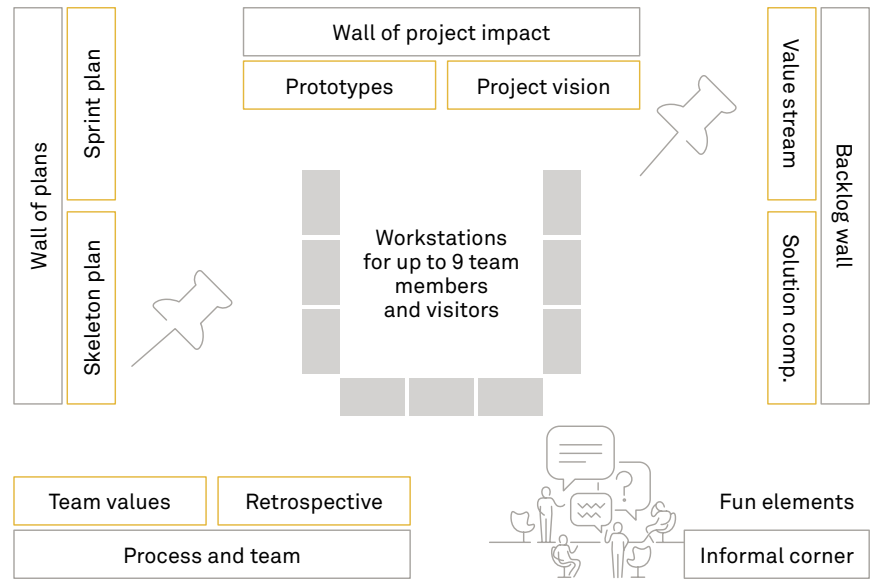 Wall of project impact
Prototypes
Project vision
Wall of plans
Sprint plan
Skeleton plan
Value stream
Solution comp.
Backlog wall
Workstations
for up to 9 team
members
and visitors
?
Team values
Retrospective
Process and team
Fun elements
Informal corner